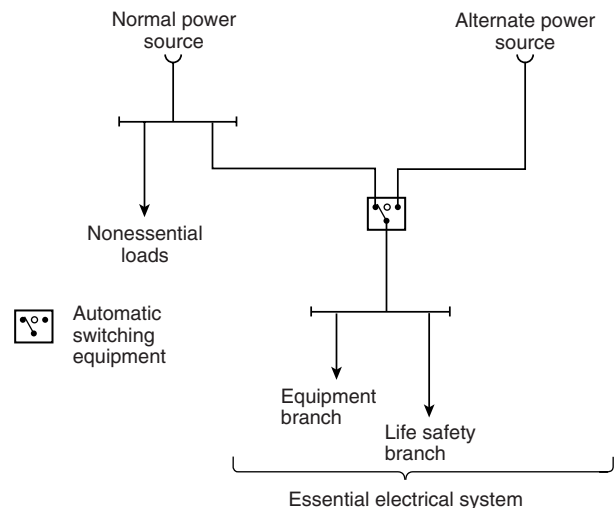 Normal power
source
Alternate power
source
Nonessential
loads
Automatic
switching
equipment
Equipment
branch
Life safety
branch
Essential electrical system